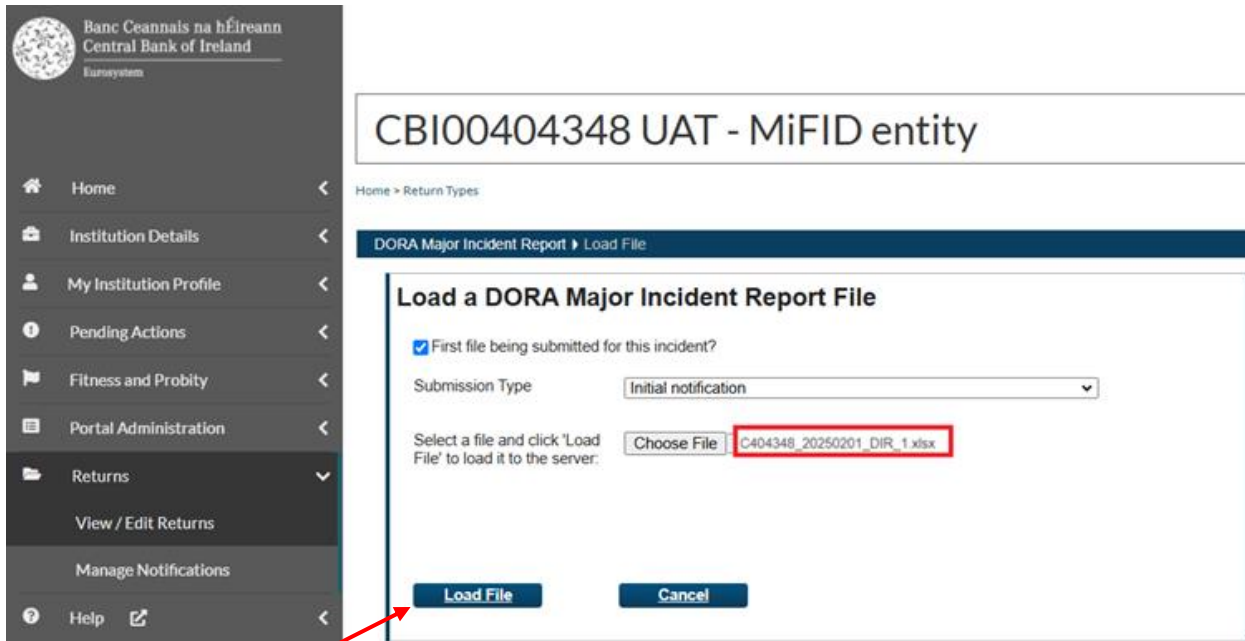 Banc Ceannais na hÉireann
Central Bank of Ireland
Eurosystem
Home
Institution Details
My Institution Profile
Pending Actions
Fitness and Probity
Portal Administration
Returns
View / Edit Returns
Manage Notifications
Help
CBI00404348 UAT - MiFID entity
Home > Return Types
DORA Major Incident Report Load File
Load a DORA Major Incident Report File
First file being submitted for this incident?
Submission Type
Initial notification
Select a file and click 'Load
File' to load it to the server:
Choose File C404348_20250201_DIR_1.xlsx
Load File Cancel